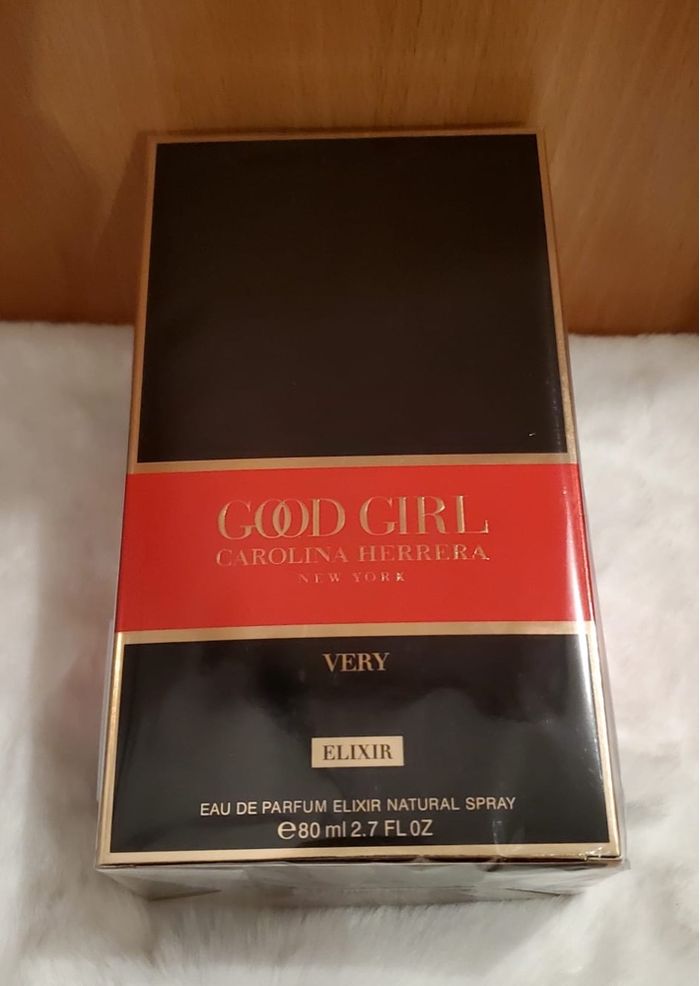 GOOD GIRL
CAROLINA HERRERA
NEW YORK
VERY
ELIXIR
EAU DE PARFUM ELIXIR NATURAL SPRAY
℮80 ml 2.7 FL OZ